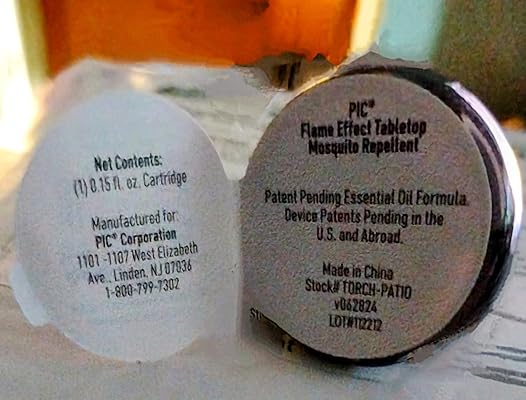 Net Contents:
(1) 0.15 fl. oz. Cartridge
Manufactured for:
PIC® Corporation
1101 -1107 West Elizabeth
Ave., Linden, NJ 07036
1-800-799-7302
PIC®
Flame Effect Tabletop
Mosquito Repellent
Patent Pending Essential Oil Formula.
Device Patents Pending in the
U.S. and Abroad.
Made in China
Stock# TORCH-PATIO
v062824
LOT#112212